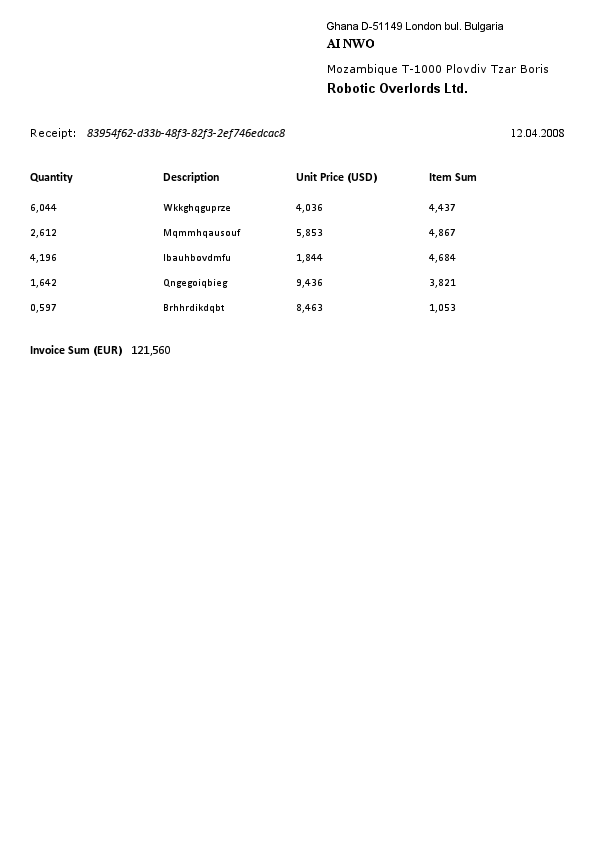 Ghana D-51149 London bul. Bulgaria
AI NWO
Mozambique T-1000 Plovdiv Tzar Boris
Robotic Overlords Ltd.
Receipt: 83954f62-d33b-48f3-82f3-2ef746edcac8 12.04.2008
Quantity Description Unit Price (USD) Item Sum
6,044 Wkkghqguprze 4,036 4,437
2,612 Mqmmhqausouf 5,853 4,867
4,196 Ibauhbovdmfu 1,844 4,684
1,642 Qngegoiqbieg 9,436 3,821
0,597 Brhhrdikdqbt 8,463 1,053
Invoice Sum (EUR) 121,560